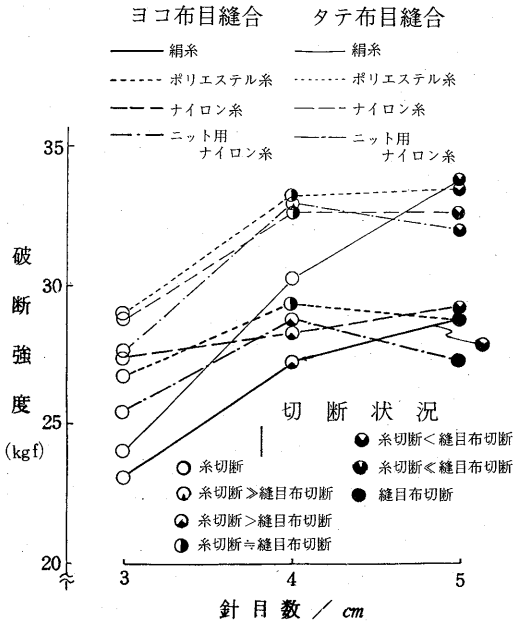 ヨコ布目縫合 タテ布目縫合
絹糸 絹糸
ポリエステル糸 ポリエステル糸
ナイロン糸 ナイロン糸
ニット用 ニット用
ナイロン糸 ナイロン糸
35
30
25
20
破断強度
(kgf)
切断状況
糸切断
糸切断≫縫目布切断
糸切断>縫目布切断
糸切断≒縫目布切断
糸切断<縫目布切断
糸切断≪縫目布切断
縫目布切断
3 4 5
針目数/cm